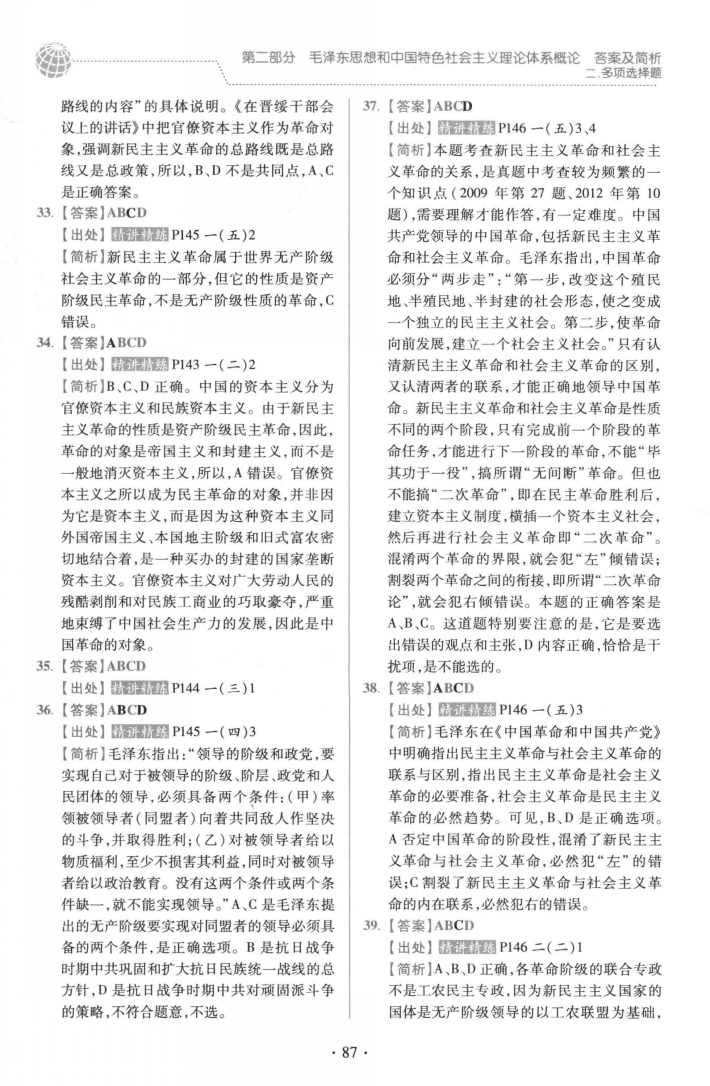 第二部分　毛泽东思想和中国特色社会主义理论体系概论　答案及简析
二、多项选择题
路线的内容”的具体说明。《在晋绥干部会
议上的讲话》中把官僚资本主义作为革命对
象,强调新民主主义革命的总路线既是总路
线又是总政策,所以,B、D 不是共同点,A、C
是正确答案。
33.【答案】ABCD
【出处】精讲精练 P145 一(五)2
【简析】新民主主义革命属于世界无产阶级
社会主义革命的一部分,但它的性质是资产
阶级民主革命,不是无产阶级性质的革命,C
错误。
34.【答案】ABCD
【出处】精讲精练 P143 一(二)2
【简析】B、C、D 正确。中国的资本主义分为
官僚资本主义和民族资本主义。由于新民主
主义革命的性质是资产阶级民主革命,因此,
革命的对象是帝国主义和封建主义,而不是
一般地消灭资本主义,所以,A 错误。官僚资
本主义之所以成为民主革命的对象,并非因
为它是资本主义,而是因为这种资本主义同
外国帝国主义、本国地主阶级和旧式富农密
切地结合着,是一种买办的封建的国家垄断
资本主义。官僚资本主义对广大劳动人民的
残酷剥削和对民族工商业的巧取豪夺,严重
地束缚了中国社会生产力的发展,因此是中
国革命的对象。
35.【答案】ABCD
【出处】精讲精练 P144 一(三)1
36.【答案】ABCD
【出处】精讲精练 P145 一(四)3
【简析】毛泽东指出:“领导的阶级和政党,要
实现自己对于被领导的阶级、阶层、政党和人
民团体的领导,必须具备两个条件:(甲)率
领被领导者(同盟者)向着共同敌人作坚决
的斗争,并取得胜利;(乙)对被领导者给以
物质福利,至少不损害其利益,同时对被领导
者给以政治教育。没有这两个条件或两个条
件缺一,就不能实现领导。”A、C 是毛泽东提
出的无产阶级要实现对同盟者的领导必须具
备的两个条件,是正确选项。B 是抗日战争
时期中共巩固和扩大抗日民族统一战线的总
方针,D 是抗日战争时期中共对顽固派斗争
的策略,不符合题意,不选。
37.【答案】ABCD
【出处】精讲精练 P146 一(五)3、4
【简析】本题考查新民主主义革命和社会主
义革命的关系,是真题中考查较为频繁的一
个知识点(2009 年第 27 题、2012 年第 10
题),需要理解才能作答,有一定难度。中国
共产党领导的中国革命,包括新民主主义革
命和社会主义革命。毛泽东指出,中国革命
必须分“两步走”:“第一步,改变这个殖民
地、半殖民地、半封建的社会形态,使之变成
一个独立的民主主义社会。第二步,使革命
向前发展,建立一个社会主义社会。”只有认
清新民主主义革命和社会主义革命的区别,
又认清两者的联系,才能正确地领导中国革
命。新民主主义革命和社会主义革命是性质
不同的两个阶段,只有完成前一个阶段的革
命任务,才能进行下一阶段的革命,不能“毕
其功于一役”,搞所谓“无间断”革命。但也
不能搞“二次革命”,即在民主革命胜利后,
建立资本主义制度,横插一个资本主义社会,
然后再进行社会主义革命即“二次革命”。
混淆两个革命的界限,就会犯“左”倾错误;
割裂两个革命之间的衔接,即所谓“二次革命
论”,就会犯右倾错误。本题的正确答案是
A、B、C。这道题特别要注意的是,它是要选
出错误的观点和主张,D 内容正确,恰恰是干
扰项,是不能选的。
38.【答案】ABCD
【出处】精讲精练 P146 一(五)3
【简析】毛泽东在《中国革命和中国共产党》
中明确指出民主主义革命与社会主义革命的
联系与区别,指出民主主义革命是社会主义
革命的必要准备,社会主义革命是民主主义
革命的必然趋势。可见,B、D 是正确选项。
A 否定中国革命的阶段性,混淆了新民主主
义革命与社会主义革命,必然犯“左”的错
误;C 割裂了新民主主义革命与社会主义革
命的内在联系,必然犯右的错误。
39.【答案】ABCD
【出处】精讲精练 P146 二(二)1
【简析】A、B、D 正确,各革命阶级的联合专政
不是工农民主专政,因为新民主主义国家的
国体是无产阶级领导的以工农联盟为基础,
· 87 ·